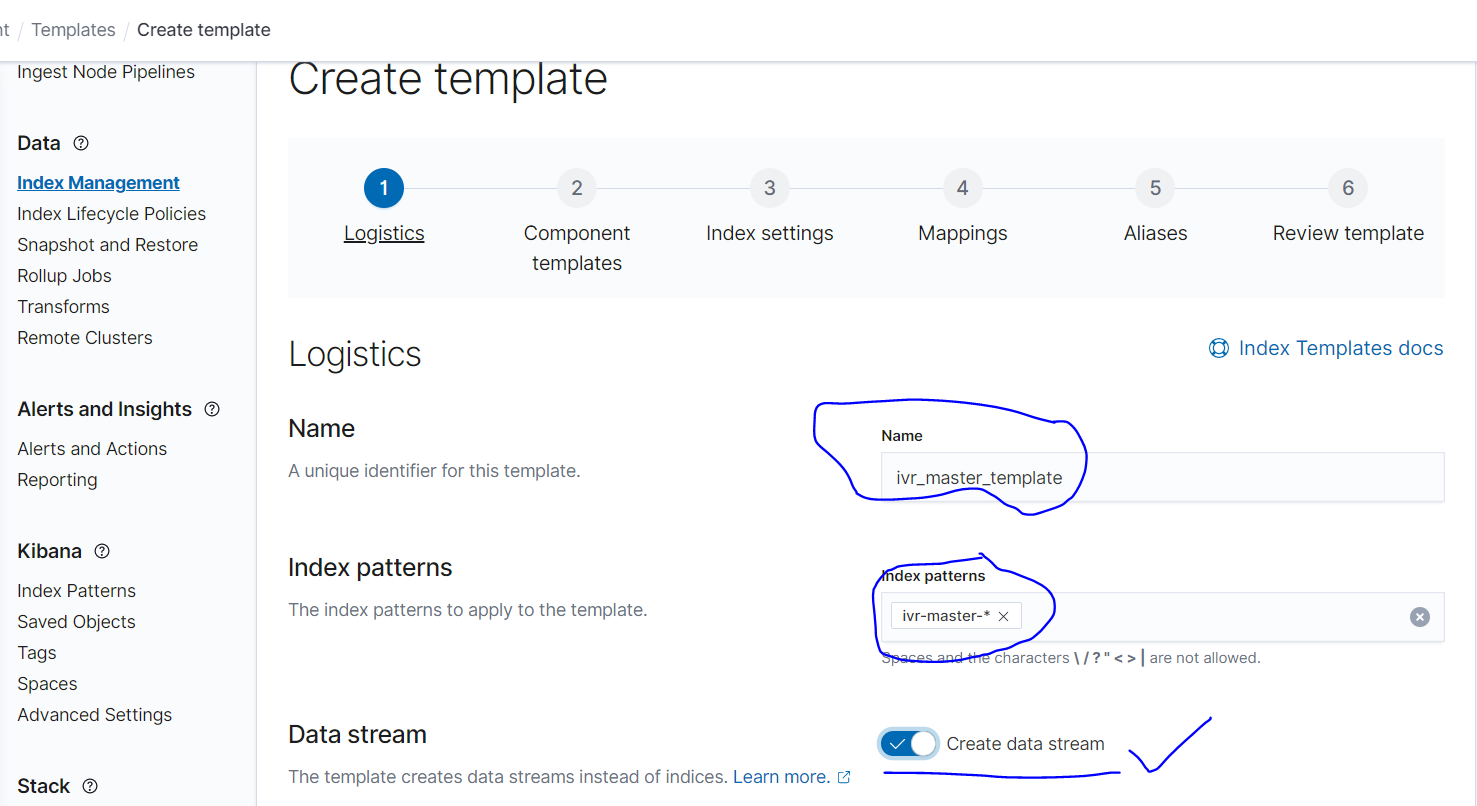 nt / Templates / Create template
Ingest Node Pipelines
Data
Index Management
Index Lifecycle Policies
Snapshot and Restore
Rollup Jobs
Transforms
Remote Clusters
Alerts and Insights
Alerts and Actions
Reporting
Kibana
Index Patterns
Saved Objects
Tags
Spaces
Advanced Settings
Stack
Create template
1 2 3 4 5 6
Logistics Component templates Index settings Mappings Aliases Review template
Logistics
Index Templates docs
Name
A unique identifier for this template.
Name
ivr_master_template
Index patterns
The index patterns to apply to the template.
Index patterns
ivr-master-*
Spaces and the characters \ / ? " < > | are not allowed.
Data stream
The template creates data streams instead of indices. Learn more.
Create data stream